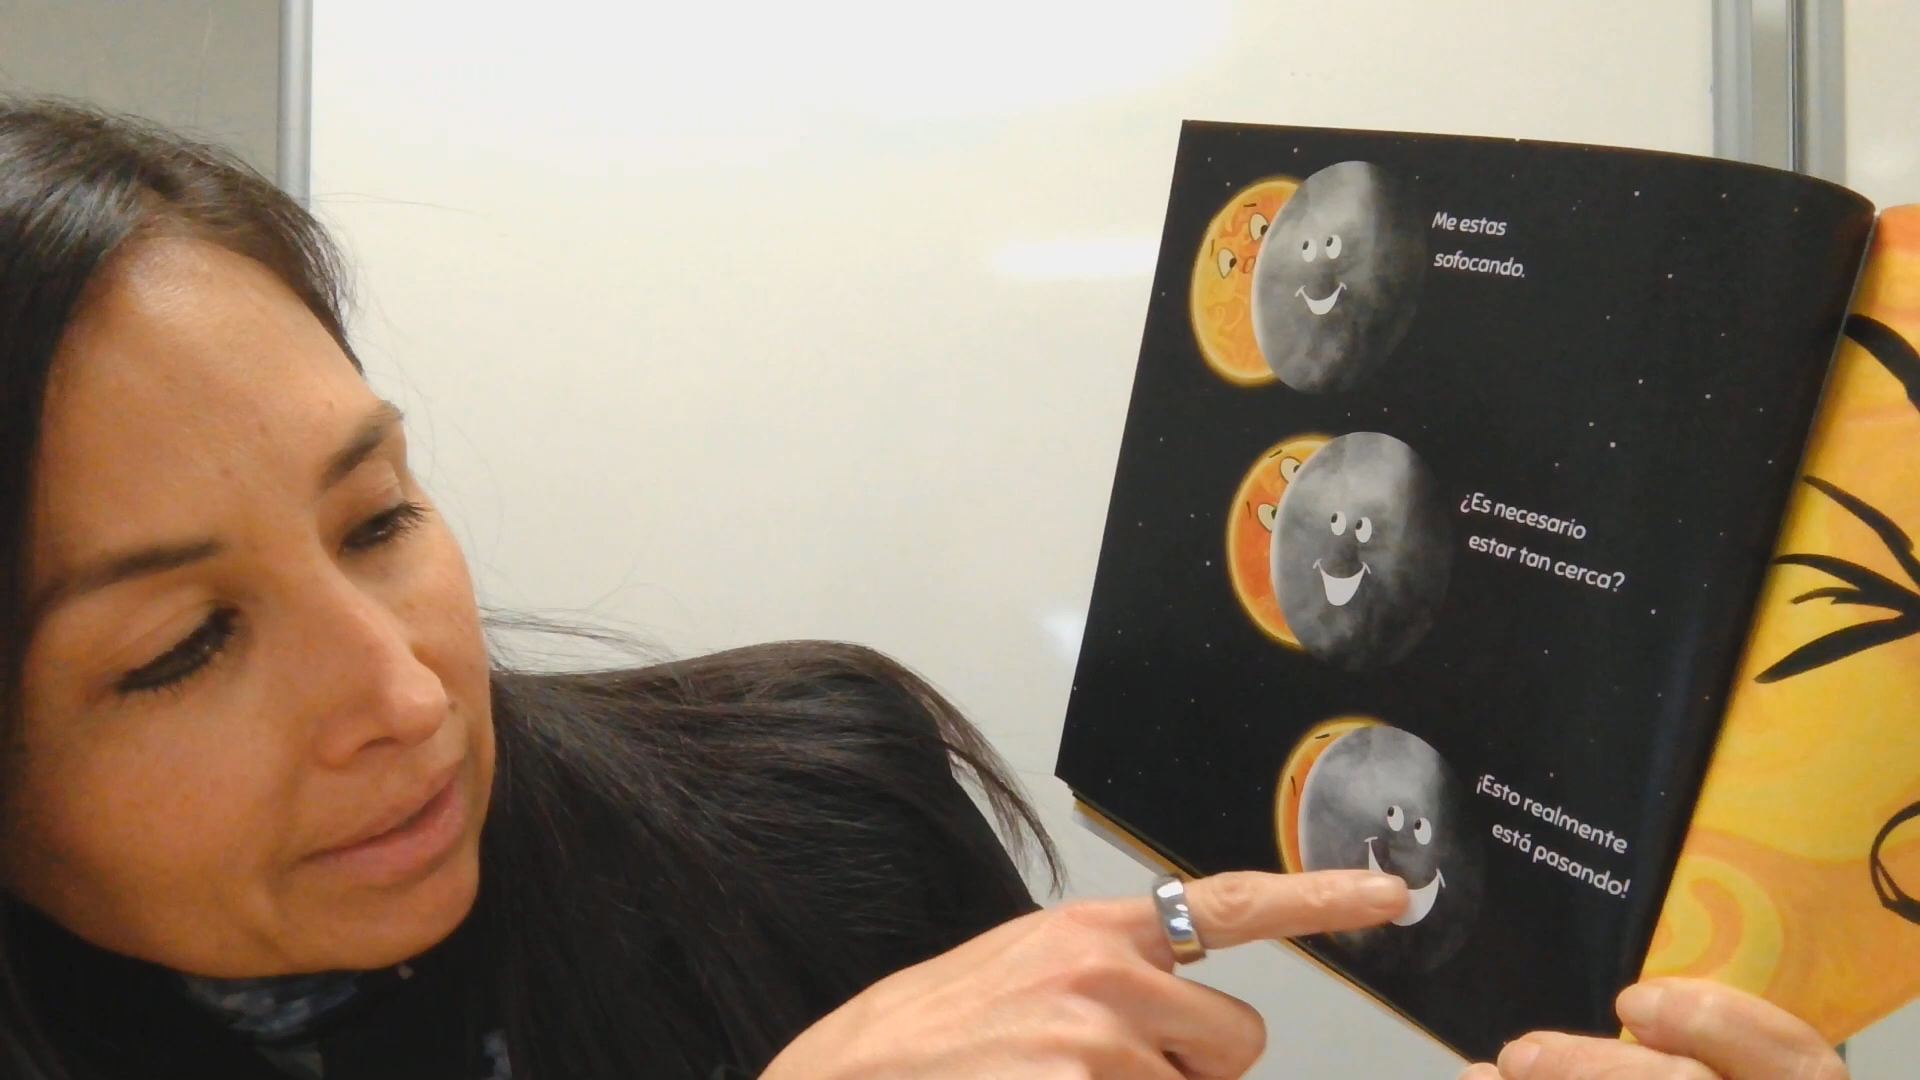 Me estas
sofocando.
¿Es necesario
estar tan cerca?
¡Esto realmente
está pasando!